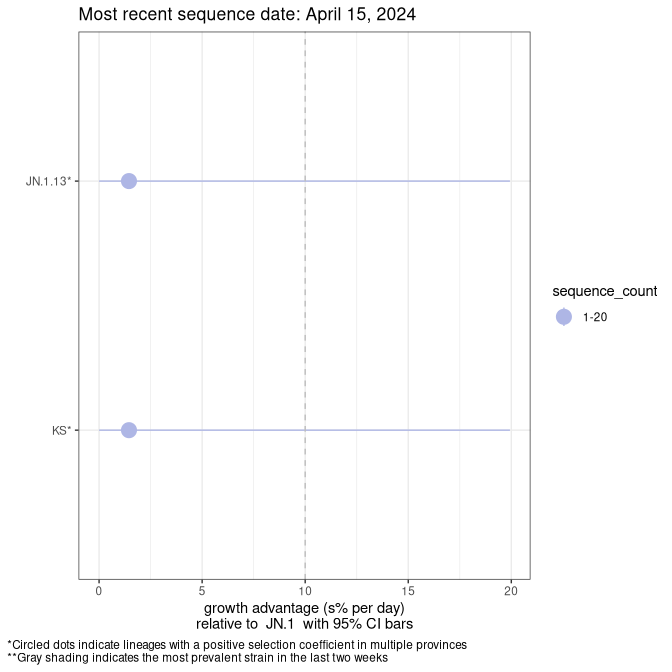 Most recent sequence date: April 15, 2024
JN.1.13*
KS*
sequence_count
1-20
0 5 10 15 20
growth advantage (s% per day)
relative to  JN.1  with 95% CI bars
*Circled dots indicate lineages with a positive selection coefficient in multiple provinces
**Gray shading indicates the most prevalent strain in the last two weeks